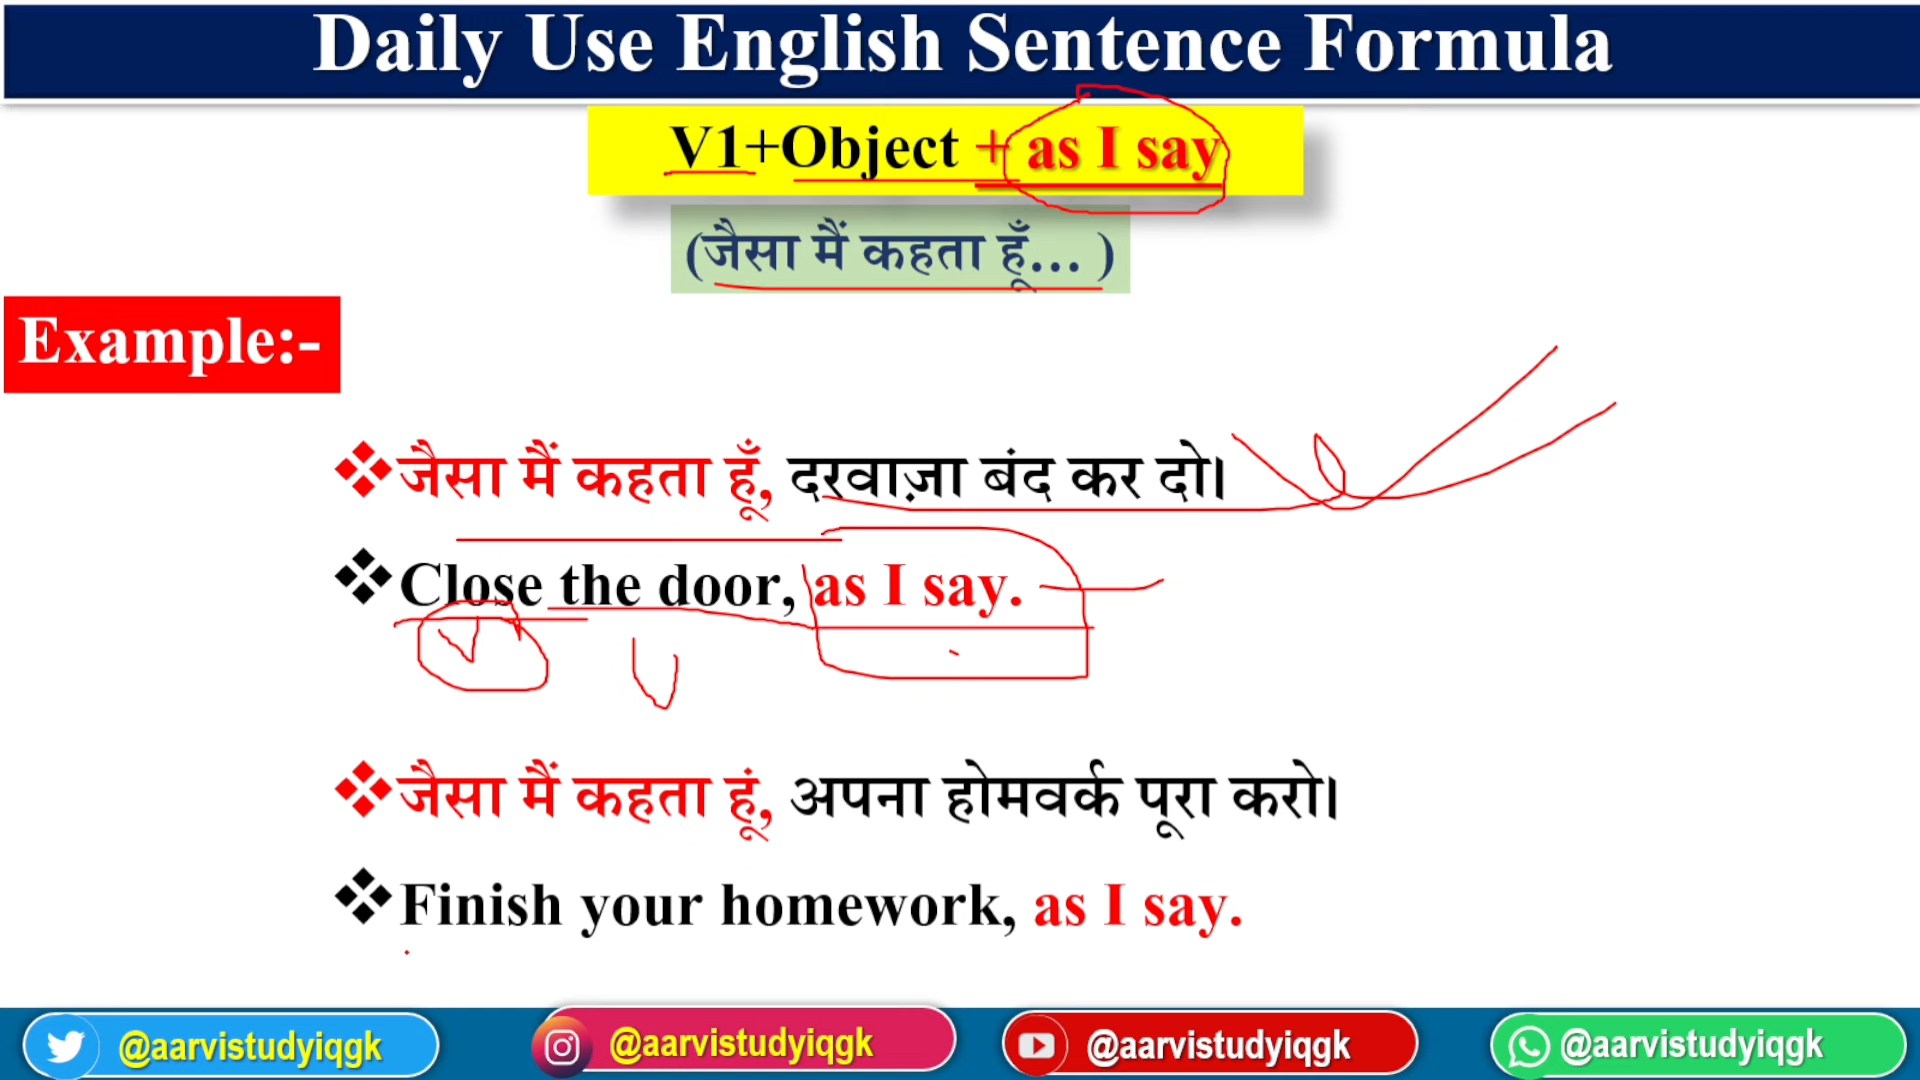 Daily Use English Sentence Formula
V1+Object + as I say
(जैसा मैं कहता हूँ... )
Example:-
❖जैसा मैं कहता हूँ, दरवाज़ा बंद कर दो।
❖Close the door, as I say.
❖जैसा मैं कहता हूं, अपना होमवर्क पूरा करो।
❖Finish your homework, as I say.
@aarvistudyiqgk @aarvistudyiqgk @aarvistudyiqgk @aarvistudyiqgk